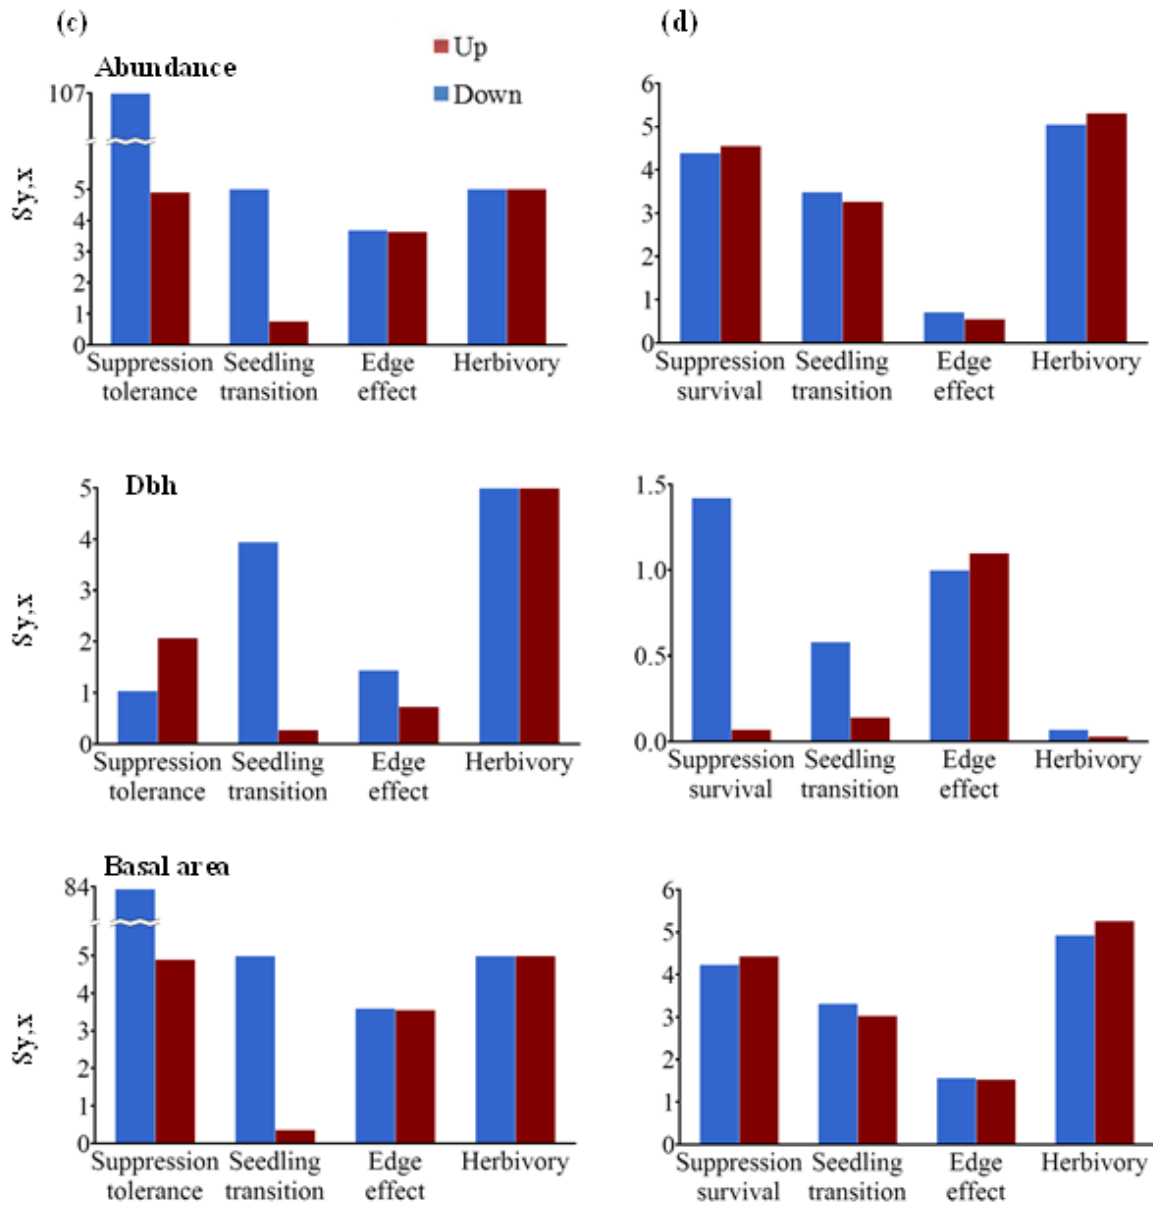 (c)
(d)
Up
Down
Abundance
107
5
4
3
2
1
0
Sy,x
Suppression Seedling Edge Herbivory
tolerance transition effect
6
5
4
3
2
1
0
Suppression Seedling Edge Herbivory
survival transition effect
Dbh
5
4
3
2
1
0
Sy,x
Suppression Seedling Edge Herbivory
tolerance transition effect
1.5
1.0
0.5
0.0
Suppression Seedling Edge Herbivory
survival transition effect
Basal area
84
5
4
3
2
1
0
Sy,x
Suppression Seedling Edge Herbivory
tolerance transition effect
6
5
4
3
2
1
0
Suppression Seedling Edge Herbivory
survival transition effect